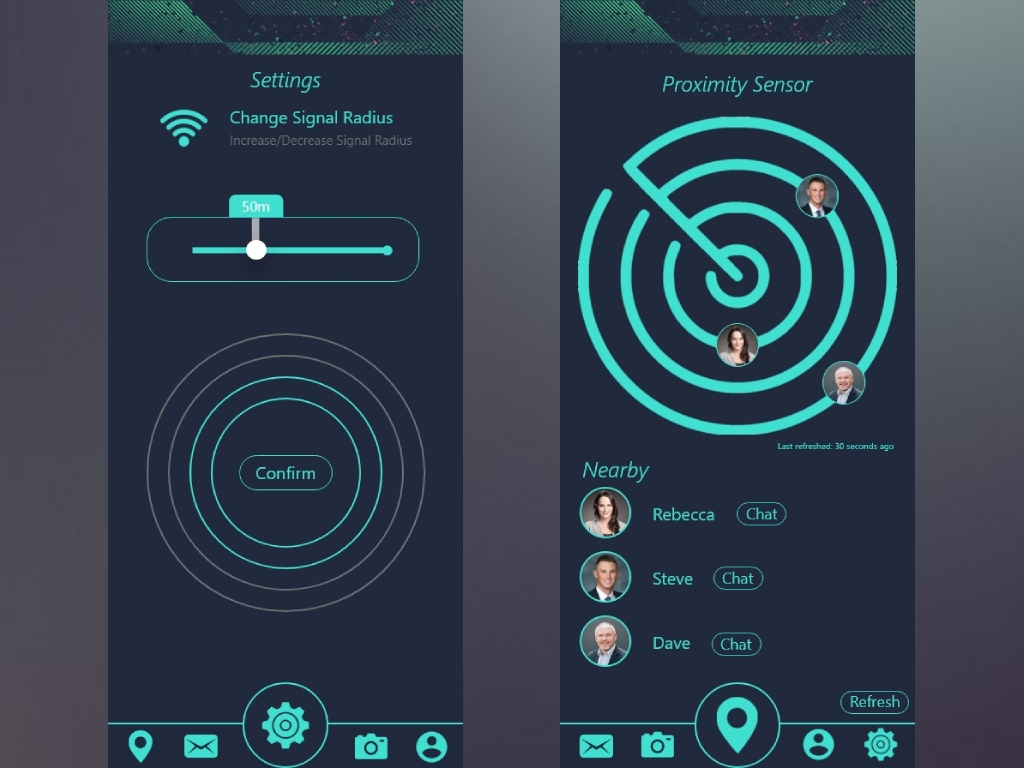 Settings
Change Signal Radius
Increase/Decrease Signal Radius
50m
Confirm
Proximity Sensor
Last refreshed: 30 seconds ago
Nearby
Rebecca Chat
Steve Chat
Dave Chat
Refresh